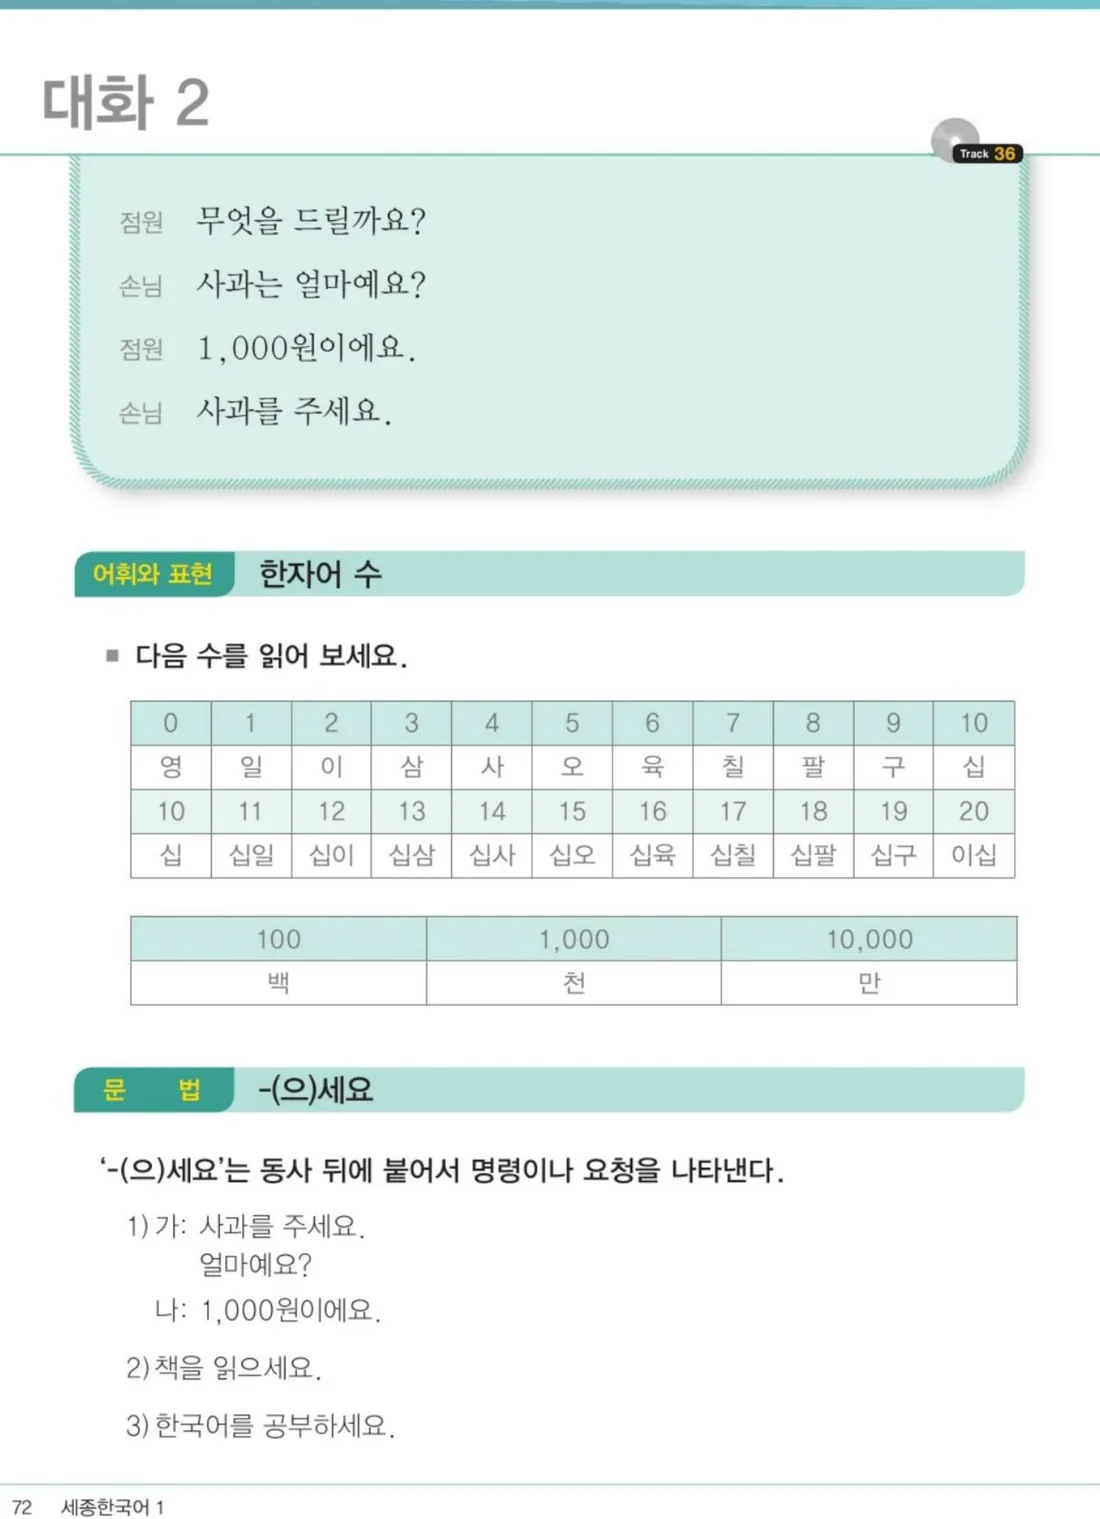 대화 2
Track 36
점원 무엇을 드릴까요?
손님 사과는 얼마예요?
점원 1,000원이에요.
손님 사과를 주세요.
어휘와 표현 한자어 수
■ 다음 수를 읽어 보세요.
0 1 2 3 4 5 6 7 8 9 10
영 일 이 삼 사 오 육 칠 팔 구 십
10 11 12 13 14 15 16 17 18 19 20
십 십일 십이 십삼 십사 십오 십육 십칠 십팔 십구 이십
100 1,000 10,000
백 천 만
문 법 -(으)세요
‘-(으)세요’는 동사 뒤에 붙어서 명령이나 요청을 나타낸다.
1) 가: 사과를 주세요.
얼마예요?
나: 1,000원이에요.
2) 책을 읽으세요.
3) 한국어를 공부하세요.
72 세종한국어 1